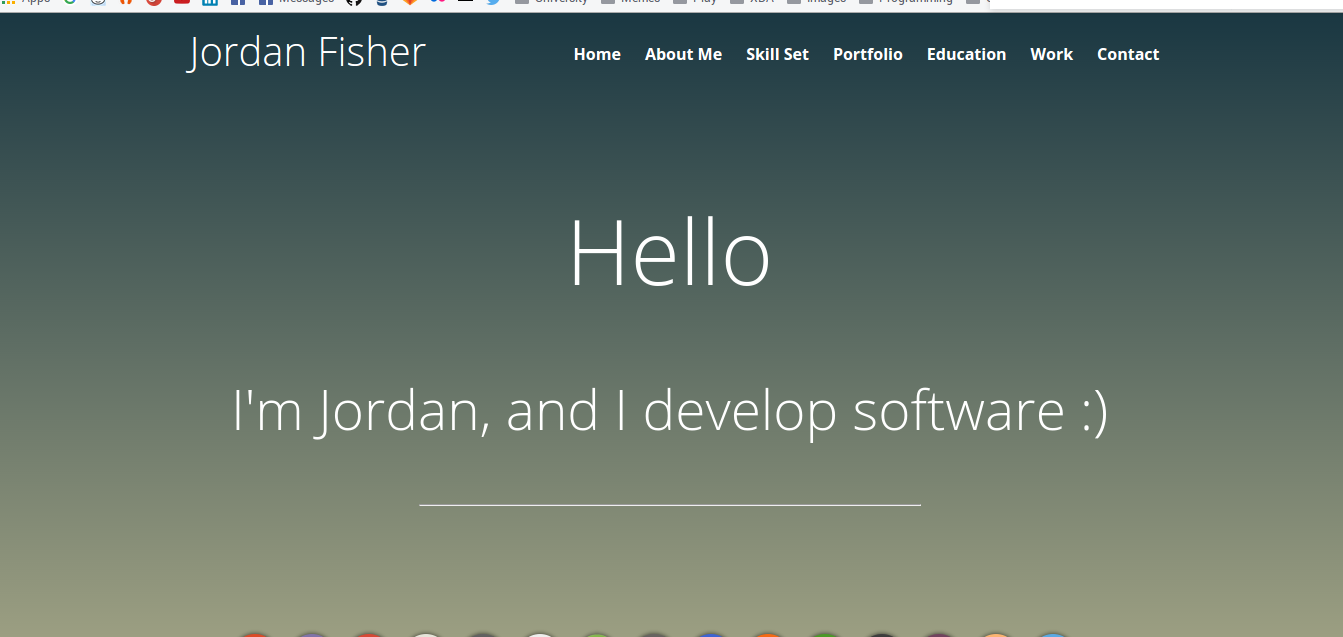 Apps Messages University Memes Play XDA Images Programming
Jordan Fisher
Home About Me Skill Set Portfolio Education Work Contact
Hello
I'm Jordan, and I develop software :)